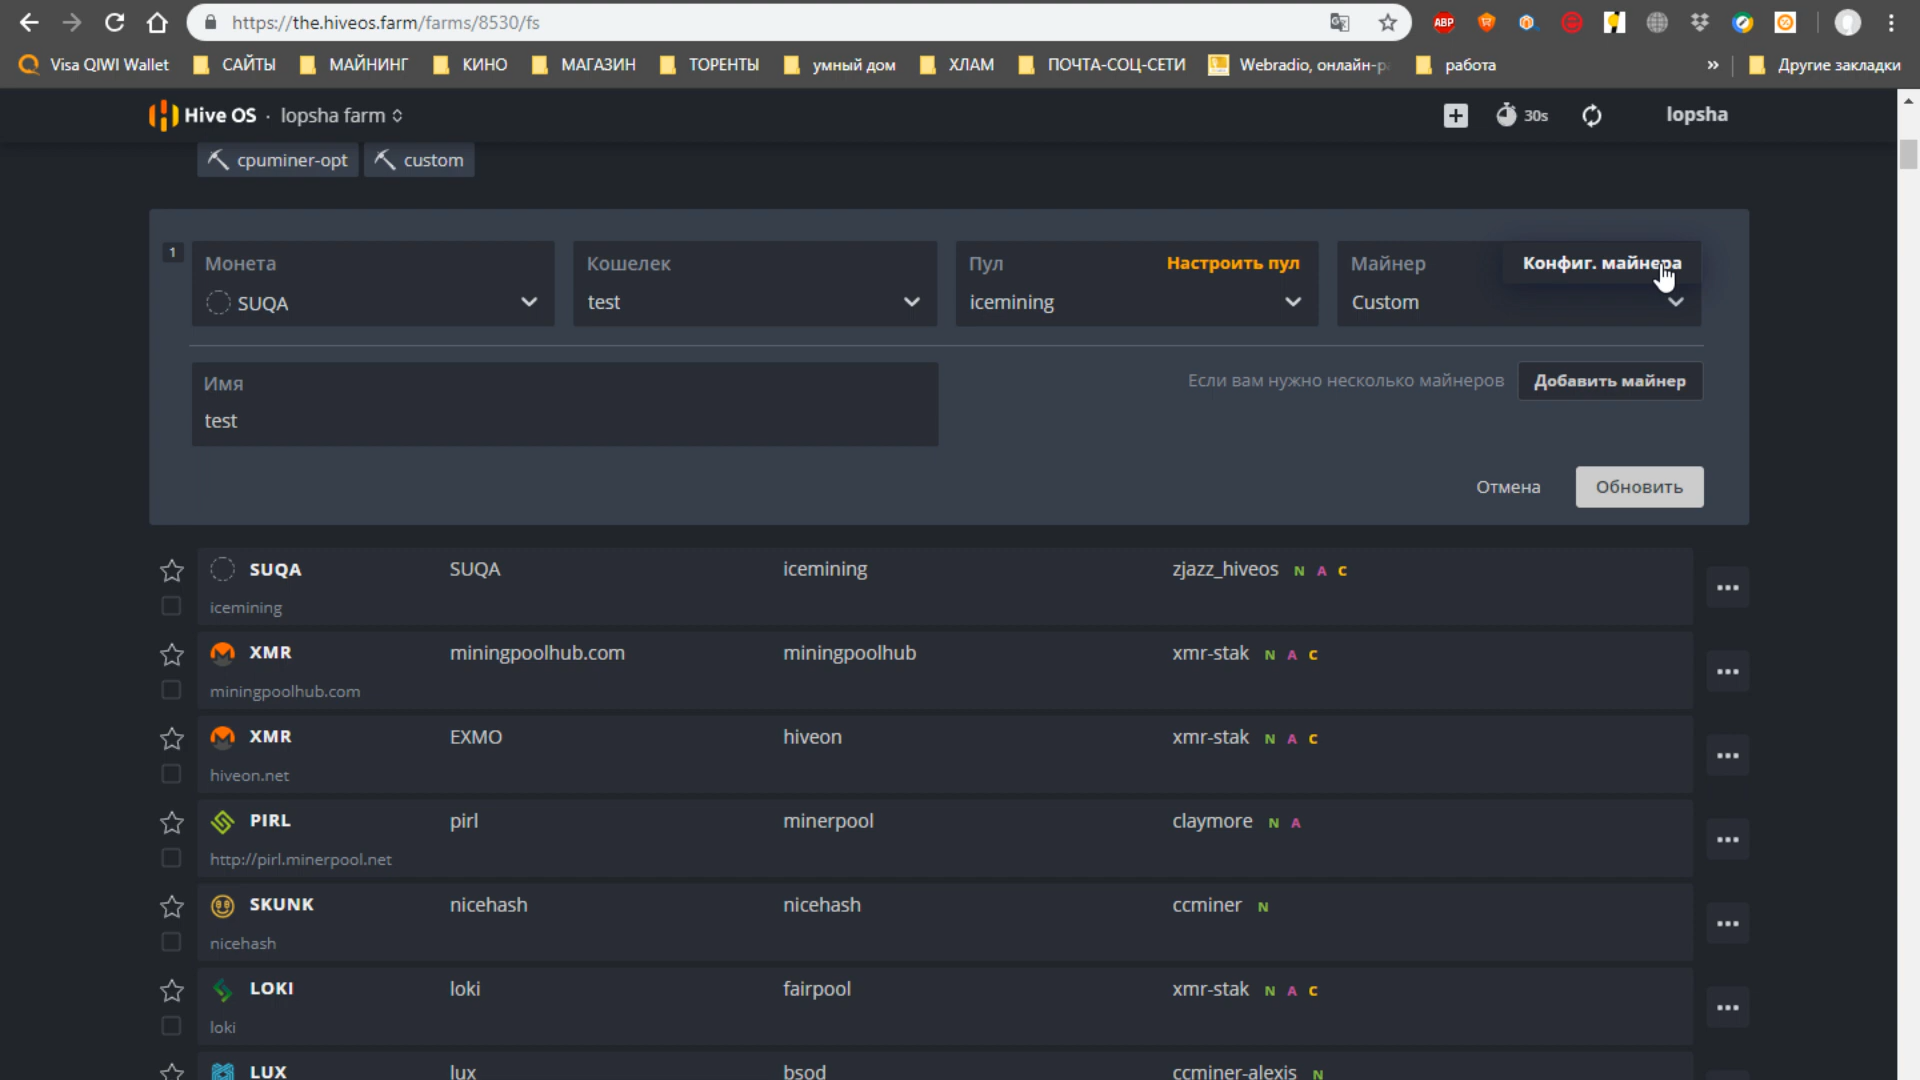 https://the.hiveos.farm/farms/8530/fs
ABP
Visa QIWI Wallet САЙТЫ МАЙНИНГ КИНО МАГАЗИН ТОРЕНТЫ умный дом ХЛАМ ПОЧТА-СОЦ-СЕТИ Webradio, онлайн-р работа » Другие закладки
Hive OS · lopsha farm 30s lopsha
cpuminer-opt custom
1
Монета Кошелек Пул Настроить пул Майнер Конфиг. майнера
SUQA test icemining Custom
Имя Если вам нужно несколько майнеров Добавить майнер
test
Отмена Обновить
SUQA SUQA icemining zjazz_hiveos N A C
icemining
XMR miningpoolhub.com miningpoolhub xmr-stak N A C
miningpoolhub.com
XMR EXMO hiveon xmr-stak N A C
hiveon.net
PIRL pirl minerpool claymore N A
http://pirl.minerpool.net
SKUNK nicehash nicehash ccminer N
nicehash
LOKI loki fairpool xmr-stak N A C
loki
LUX lux bsod ccminer-alexis N